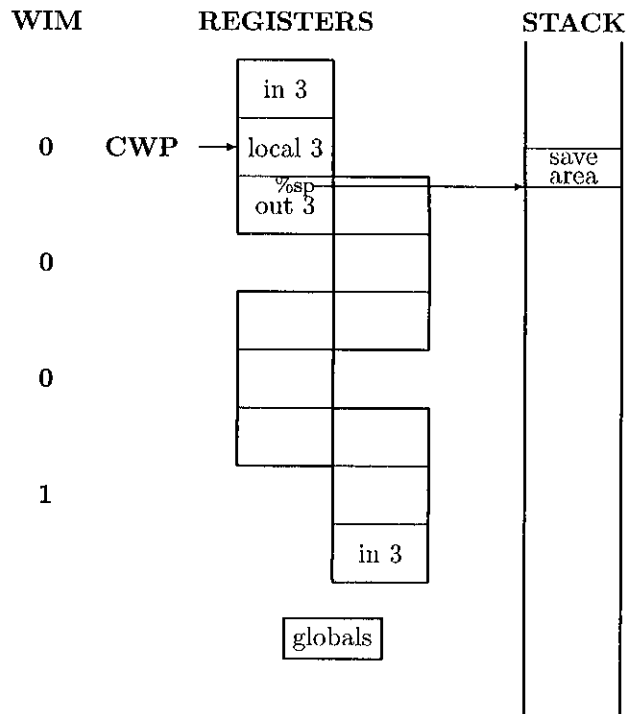 WIM REGISTERS STACK
in 3
0 CWP local 3 save
%sp area
out 3
0
0
1
in 3
globals